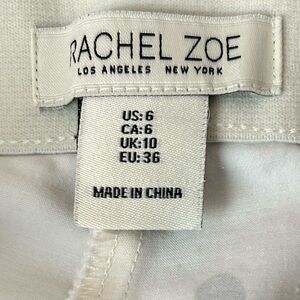 RACHEL ZOE
LOS ANGELES NEW YORK
US: 6
CA: 6
UK: 10
EU: 36
MADE IN CHINA